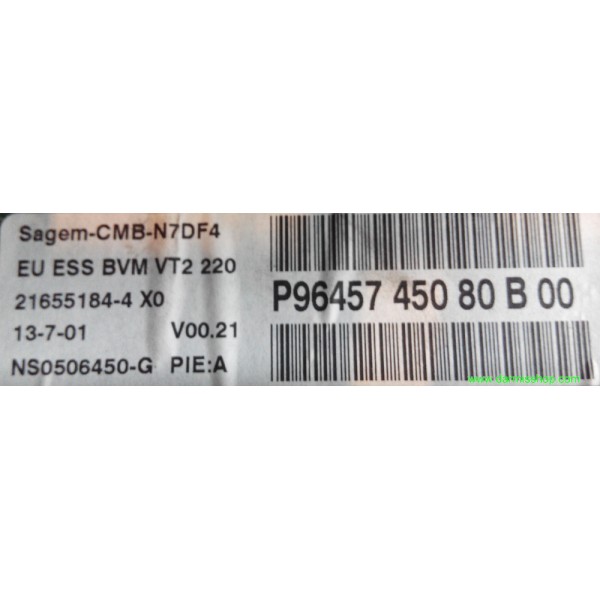 Sagem-CMB-N7DF4
EU ESS BVM VT2 220
21655184-4 X0
13-7-01 V00.21
NS0506450-G PIE:A
P96457 450 80 B 00